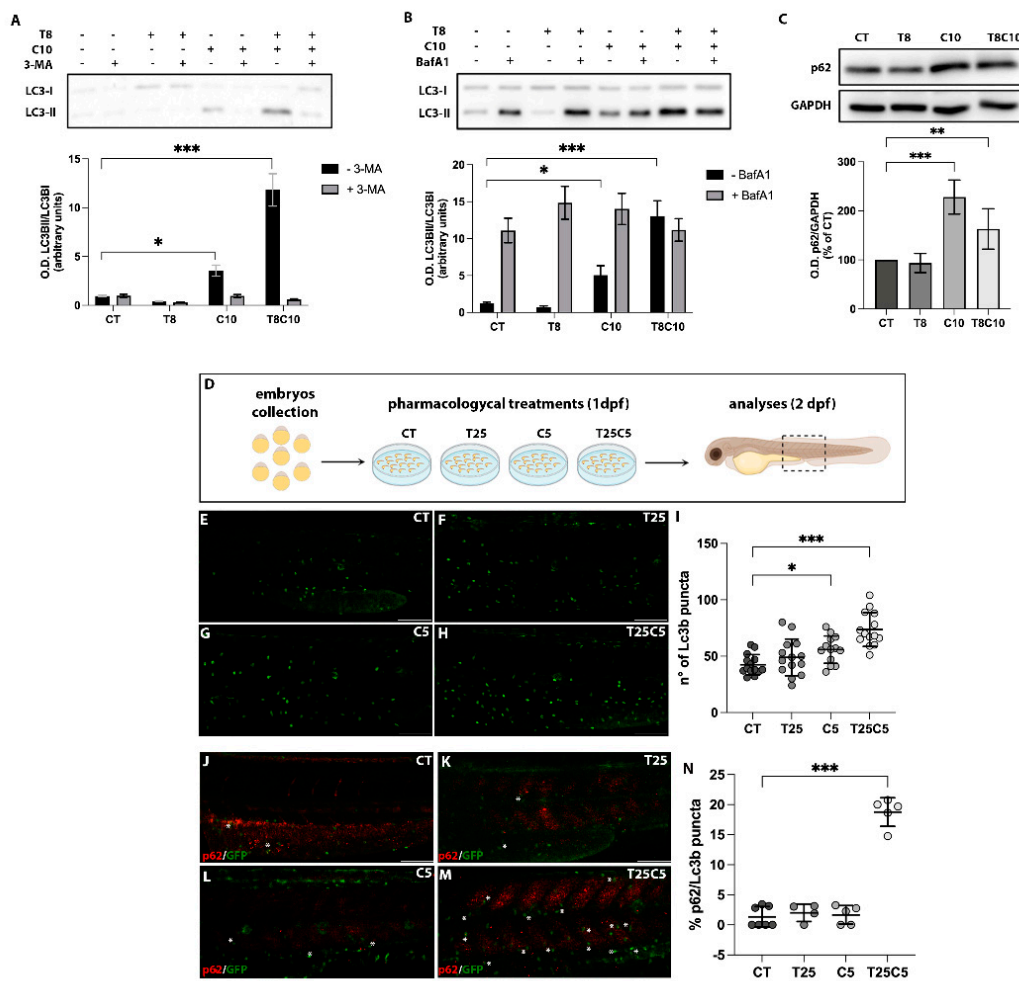 A
T8 - - + + - - + +
C10 - - - - + + + +
3-MA - + - + - + - +
LC3-I
LC3-II
O.D. LC3BII/LC3BI
(arbitrary units)
15
10
5
0
***
*
- 3-MA
+ 3-MA
CT T8 C10 T8C10
B
T8 - - + + - - + +
C10 - - - - + + + +
BafA1 - + - + - + - +
LC3-I
LC3-II
O.D. LC3BII/LC3BI
(arbitrary units)
20
15
10
5
0
***
*
- BafA1
+ BafA1
CT T8 C10 T8C10
C
CT T8 C10 T8C10
p62
GAPDH
O.D. p62/GAPDH
(% of CT)
300
200
100
0
**
***
CT T8 C10 T8C10
D
embryos
collection
pharmacologycal treatments (1dpf)
analyses (2 dpf)
CT T25 C5 T25C5
E CT
F T25
G C5
H T25C5
I
n° of Lc3b puncta
150
100
50
0
***
*
CT T25 C5 T25C5
J CT
p62/GFP
K T25
p62/GFP
L C5
p62/GFP
M T25C5
p62/GFP
N
% p62/Lc3b puncta
25
20
15
10
5
0
-5
***
CT T25 C5 T25C5